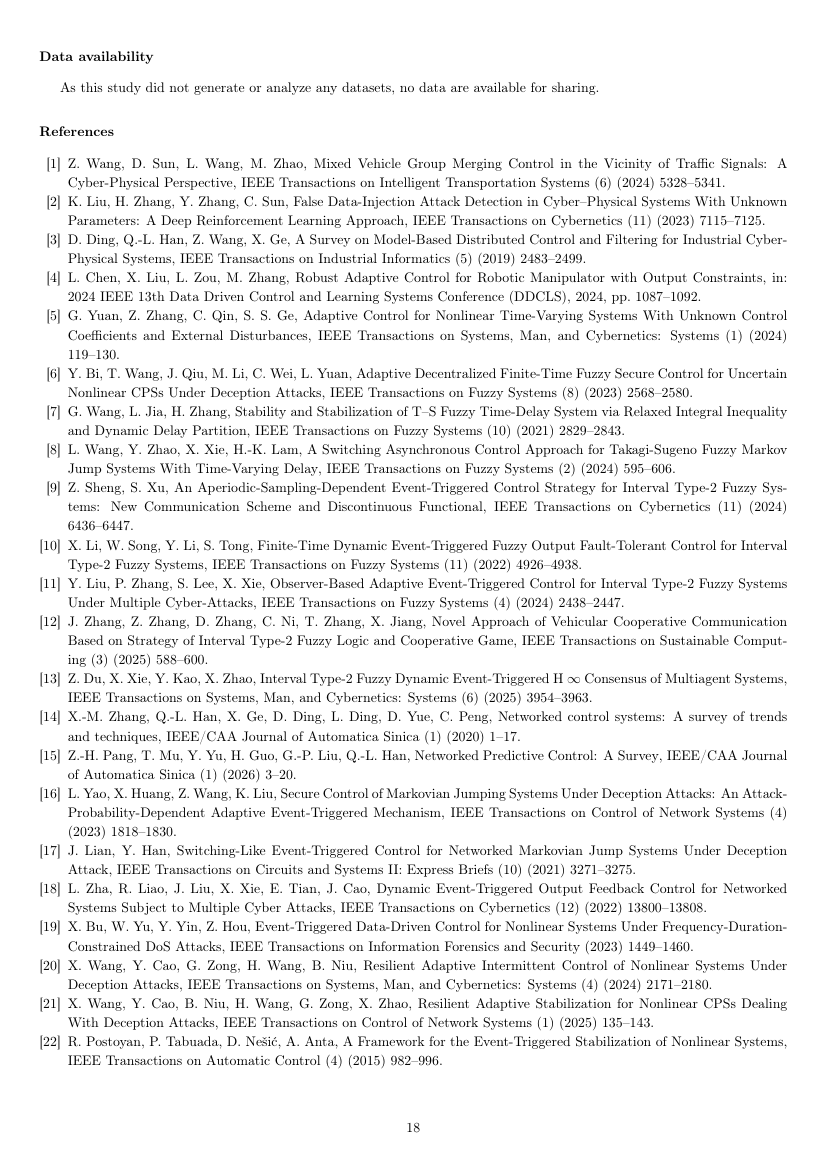 Data availability
As this study did not generate or analyze any datasets, no data are available for sharing.
References
[1] Z. Wang, D. Sun, L. Wang, M. Zhao, Mixed Vehicle Group Merging Control in the Vicinity of Traffic Signals: A
Cyber-Physical Perspective, IEEE Transactions on Intelligent Transportation Systems (6) (2024) 5328–5341.
[2] K. Liu, H. Zhang, Y. Zhang, C. Sun, False Data-Injection Attack Detection in Cyber–Physical Systems With Unknown
Parameters: A Deep Reinforcement Learning Approach, IEEE Transactions on Cybernetics (11) (2023) 7115–7125.
[3] D. Ding, Q.-L. Han, Z. Wang, X. Ge, A Survey on Model-Based Distributed Control and Filtering for Industrial Cyber-
Physical Systems, IEEE Transactions on Industrial Informatics (5) (2019) 2483–2499.
[4] L. Chen, X. Liu, L. Zou, M. Zhang, Robust Adaptive Control for Robotic Manipulator with Output Constraints, in:
2024 IEEE 13th Data Driven Control and Learning Systems Conference (DDCLS), 2024, pp. 1087–1092.
[5] G. Yuan, Z. Zhang, C. Qin, S. S. Ge, Adaptive Control for Nonlinear Time-Varying Systems With Unknown Control
Coefficients and External Disturbances, IEEE Transactions on Systems, Man, and Cybernetics: Systems (1) (2024)
119–130.
[6] Y. Bi, T. Wang, J. Qiu, M. Li, C. Wei, L. Yuan, Adaptive Decentralized Finite-Time Fuzzy Secure Control for Uncertain
Nonlinear CPSs Under Deception Attacks, IEEE Transactions on Fuzzy Systems (8) (2023) 2568–2580.
[7] G. Wang, L. Jia, H. Zhang, Stability and Stabilization of T–S Fuzzy Time-Delay System via Relaxed Integral Inequality
and Dynamic Delay Partition, IEEE Transactions on Fuzzy Systems (10) (2021) 2829–2843.
[8] L. Wang, Y. Zhao, X. Xie, H.-K. Lam, A Switching Asynchronous Control Approach for Takagi-Sugeno Fuzzy Markov
Jump Systems With Time-Varying Delay, IEEE Transactions on Fuzzy Systems (2) (2024) 595–606.
[9] Z. Sheng, S. Xu, An Aperiodic-Sampling-Dependent Event-Triggered Control Strategy for Interval Type-2 Fuzzy Sys-
tems: New Communication Scheme and Discontinuous Functional, IEEE Transactions on Cybernetics (11) (2024)
6436–6447.
[10] X. Li, W. Song, Y. Li, S. Tong, Finite-Time Dynamic Event-Triggered Fuzzy Output Fault-Tolerant Control for Interval
Type-2 Fuzzy Systems, IEEE Transactions on Fuzzy Systems (11) (2022) 4926–4938.
[11] Y. Liu, P. Zhang, S. Lee, X. Xie, Observer-Based Adaptive Event-Triggered Control for Interval Type-2 Fuzzy Systems
Under Multiple Cyber-Attacks, IEEE Transactions on Fuzzy Systems (4) (2024) 2438–2447.
[12] J. Zhang, Z. Zhang, D. Zhang, C. Ni, T. Zhang, X. Jiang, Novel Approach of Vehicular Cooperative Communication
Based on Strategy of Interval Type-2 Fuzzy Logic and Cooperative Game, IEEE Transactions on Sustainable Comput-
ing (3) (2025) 588–600.
[13] Z. Du, X. Xie, Y. Kao, X. Zhao, Interval Type-2 Fuzzy Dynamic Event-Triggered H ∞ Consensus of Multiagent Systems,
IEEE Transactions on Systems, Man, and Cybernetics: Systems (6) (2025) 3954–3963.
[14] X.-M. Zhang, Q.-L. Han, X. Ge, D. Ding, L. Ding, D. Yue, C. Peng, Networked control systems: A survey of trends
and techniques, IEEE/CAA Journal of Automatica Sinica (1) (2020) 1–17.
[15] Z.-H. Pang, T. Mu, Y. Yu, H. Guo, G.-P. Liu, Q.-L. Han, Networked Predictive Control: A Survey, IEEE/CAA Journal
of Automatica Sinica (1) (2026) 3–20.
[16] L. Yao, X. Huang, Z. Wang, K. Liu, Secure Control of Markovian Jumping Systems Under Deception Attacks: An Attack-
Probability-Dependent Adaptive Event-Triggered Mechanism, IEEE Transactions on Control of Network Systems (4)
(2023) 1818–1830.
[17] J. Lian, Y. Han, Switching-Like Event-Triggered Control for Networked Markovian Jump Systems Under Deception
Attack, IEEE Transactions on Circuits and Systems II: Express Briefs (10) (2021) 3271–3275.
[18] L. Zha, R. Liao, J. Liu, X. Xie, E. Tian, J. Cao, Dynamic Event-Triggered Output Feedback Control for Networked
Systems Subject to Multiple Cyber Attacks, IEEE Transactions on Cybernetics (12) (2022) 13800–13808.
[19] X. Bu, W. Yu, Y. Yin, Z. Hou, Event-Triggered Data-Driven Control for Nonlinear Systems Under Frequency-Duration-
Constrained DoS Attacks, IEEE Transactions on Information Forensics and Security (2023) 1449–1460.
[20] X. Wang, Y. Cao, G. Zong, H. Wang, B. Niu, Resilient Adaptive Intermittent Control of Nonlinear Systems Under
Deception Attacks, IEEE Transactions on Systems, Man, and Cybernetics: Systems (4) (2024) 2171–2180.
[21] X. Wang, Y. Cao, B. Niu, H. Wang, G. Zong, X. Zhao, Resilient Adaptive Stabilization for Nonlinear CPSs Dealing
With Deception Attacks, IEEE Transactions on Control of Network Systems (1) (2025) 135–143.
[22] R. Postoyan, P. Tabuada, D. Nešić, A. Anta, A Framework for the Event-Triggered Stabilization of Nonlinear Systems,
IEEE Transactions on Automatic Control (4) (2015) 982–996.
18